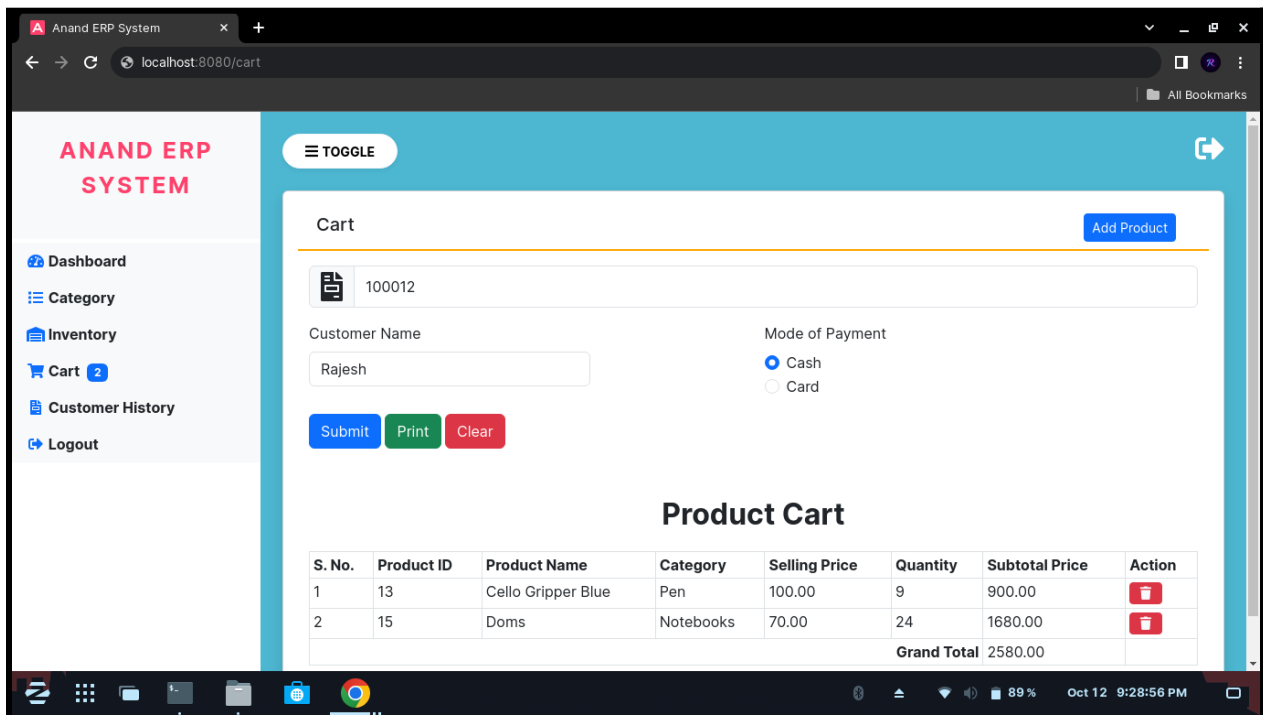 Anand ERP System
localhost:8080/cart
All Bookmarks
ANAND ERP
SYSTEM
TOGGLE
Dashboard
Category
Inventory
Cart 2
Customer History
Logout
Cart
Add Product
100012
Customer Name
Mode of Payment
Rajesh
Cash
Card
Submit Print Clear
Product Cart
S. No. Product ID Product Name Category Selling Price Quantity Subtotal Price Action
1 13 Cello Gripper Blue Pen 100.00 9 900.00
2 15 Doms Notebooks 70.00 24 1680.00
Grand Total 2580.00
89 % Oct 12 9:28:56 PM